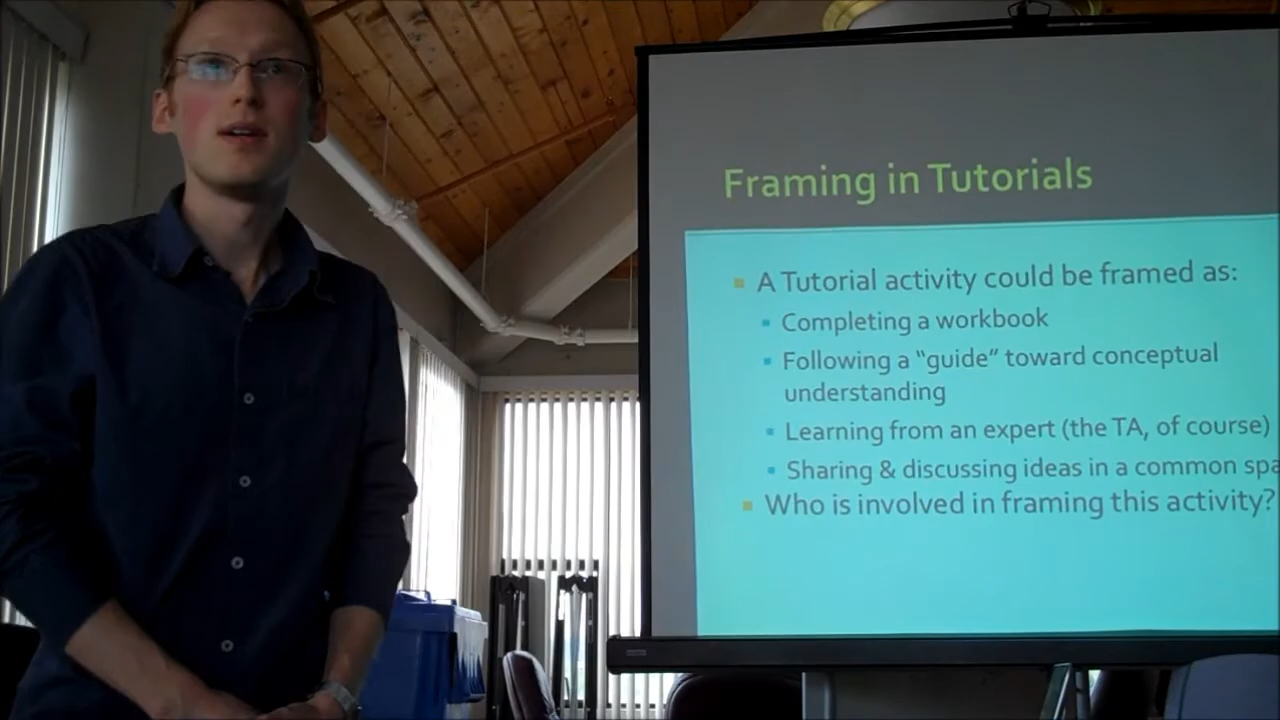 Framing in Tutorials
A Tutorial activity could be framed as:
Completing a workbook
Following a “guide” toward conceptual
understanding
Learning from an expert (the TA, of course)
Sharing & discussing ideas in a common spa
Who is involved in framing this activity?